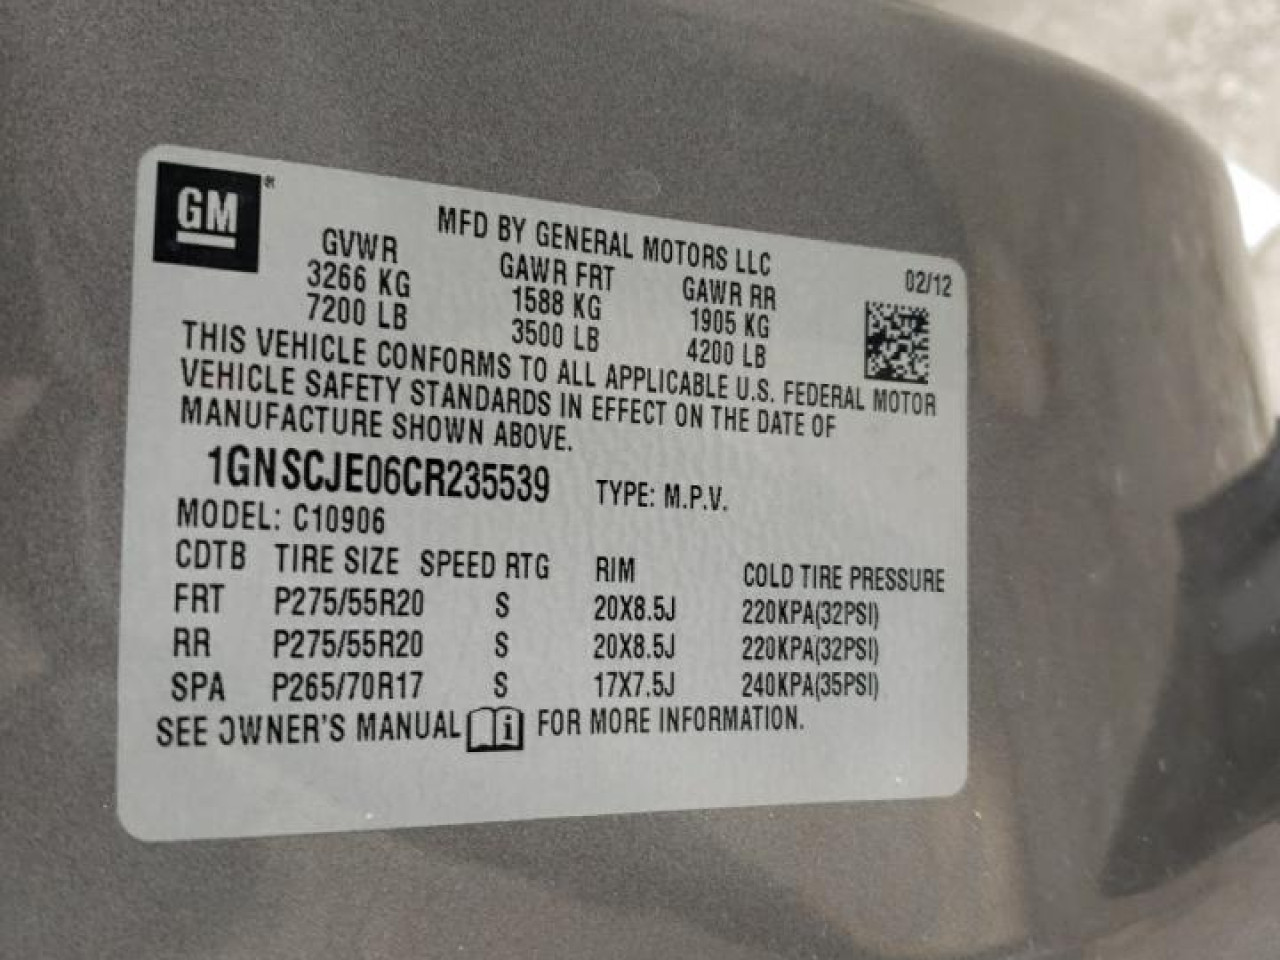 GM®
MFD BY GENERAL MOTORS LLC
02/12
GVWR GAWR FRT GAWR RR
3266 KG 1588 KG 1905 KG
7200 LB 3500 LB 4200 LB
THIS VEHICLE CONFORMS TO ALL APPLICABLE U.S. FEDERAL MOTOR
VEHICLE SAFETY STANDARDS IN EFFECT ON THE DATE OF
MANUFACTURE SHOWN ABOVE.
1GNSCJE06CR235539 TYPE: M.P.V.
MODEL: C10906
CDTB TIRE SIZE SPEED RTG RIM COLD TIRE PRESSURE
FRT P275/55R20 S 20X8.5J 220KPA(32PSI)
RR P275/55R20 S 20X8.5J 220KPA(32PSI)
SPA P265/70R17 S 17X7.5J 240KPA(35PSI)
SEE OWNER'S MANUAL i FOR MORE INFORMATION.